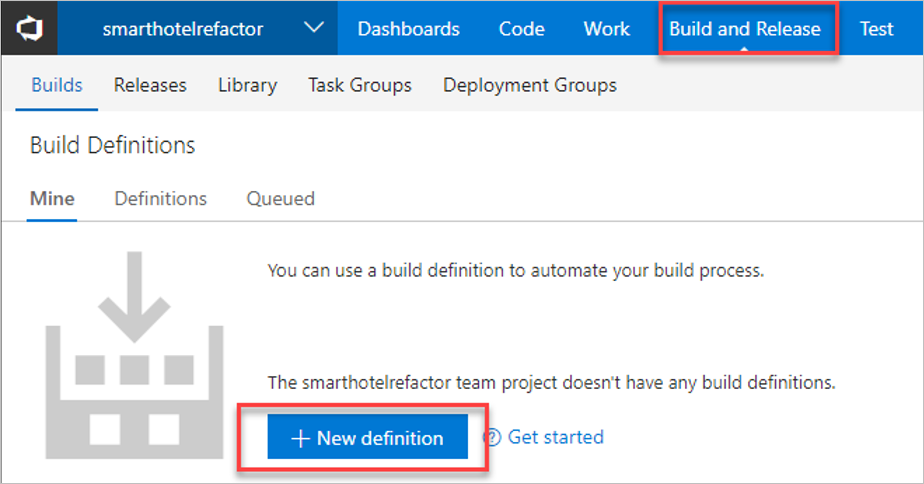 smarthotelrefactor Dashboards Code Work Build and Release Test
Builds Releases Library Task Groups Deployment Groups
Build Definitions
Mine Definitions Queued
You can use a build definition to automate your build process.
The smarthotelrefactor team project doesn't have any build definitions.
+ New definition ? Get started